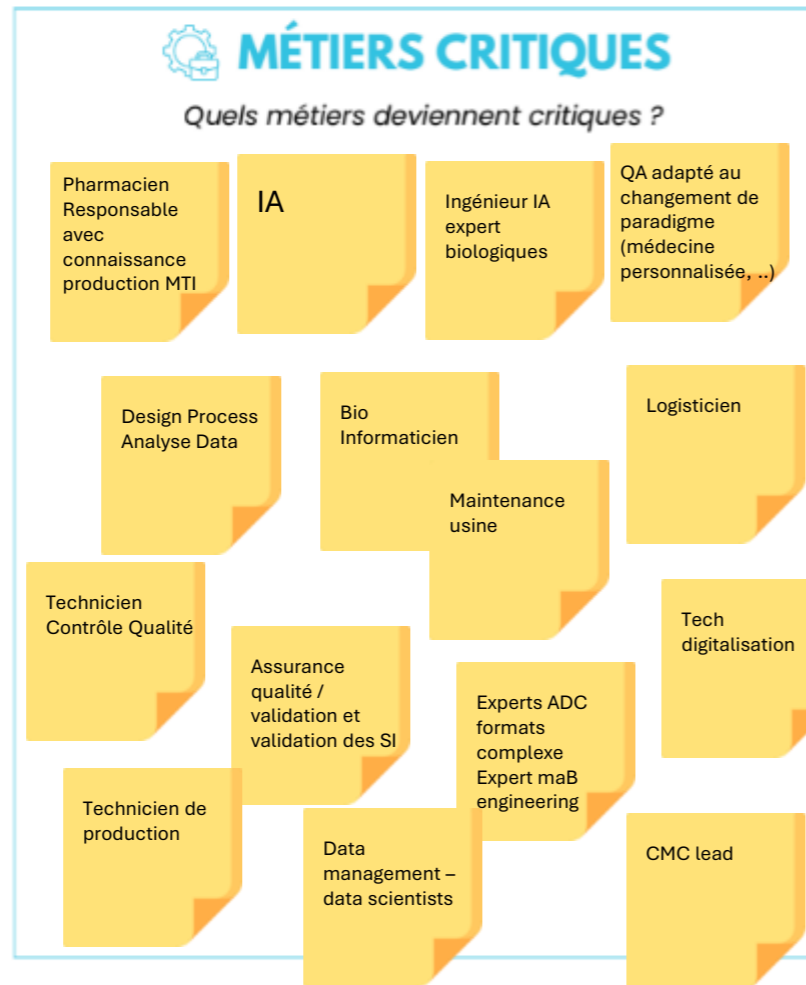 MÉTIERS CRITIQUES
Quels métiers deviennent critiques ?
Pharmacien
Responsable
avec
connaissance
production MTI
IA
Ingénieur IA
expert
biologiques
QA adapté au
changement de
paradigme
(médecine
personnalisée, ..)
Design Process
Analyse Data
Bio
Informaticien
Maintenance
usine
Logisticien
Technicien
Contrôle Qualité
Assurance
qualité /
validation et
validation des SI
Experts ADC
formats
complexe
Expert maB
engineering
Tech
digitalisation
Technicien de
production
Data
management –
data scientists
CMC lead